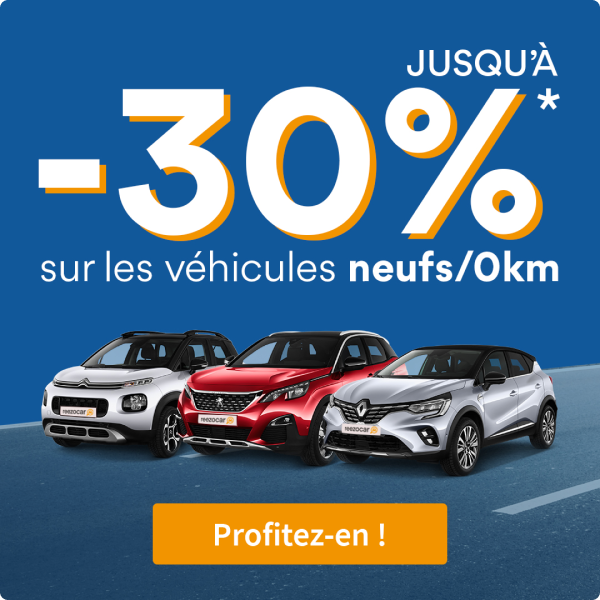 JUSQU'À
-30%*
sur les véhicules neufs/0km
reezocar
reezocar
reezocar
Profitez-en !